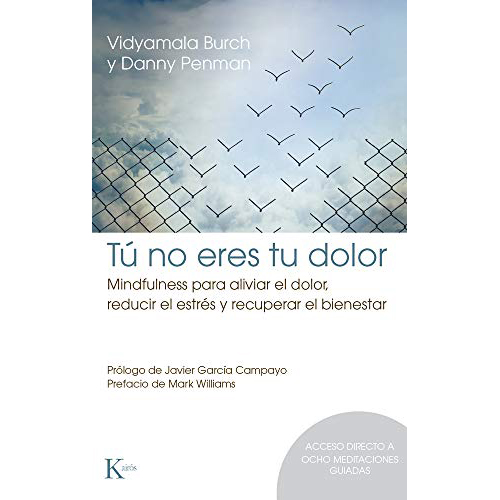 Vidyamala Burch
y Danny Penman
Tú no eres tu dolor
Mindfulness para aliviar el dolor,
reducir el estrés y recuperar el bienestar
Prólogo de Javier García Campayo
Prefacio de Mark Williams
ACCESO DIRECTO A
OCHO MEDITACIONES
GUIADAS
Kairós